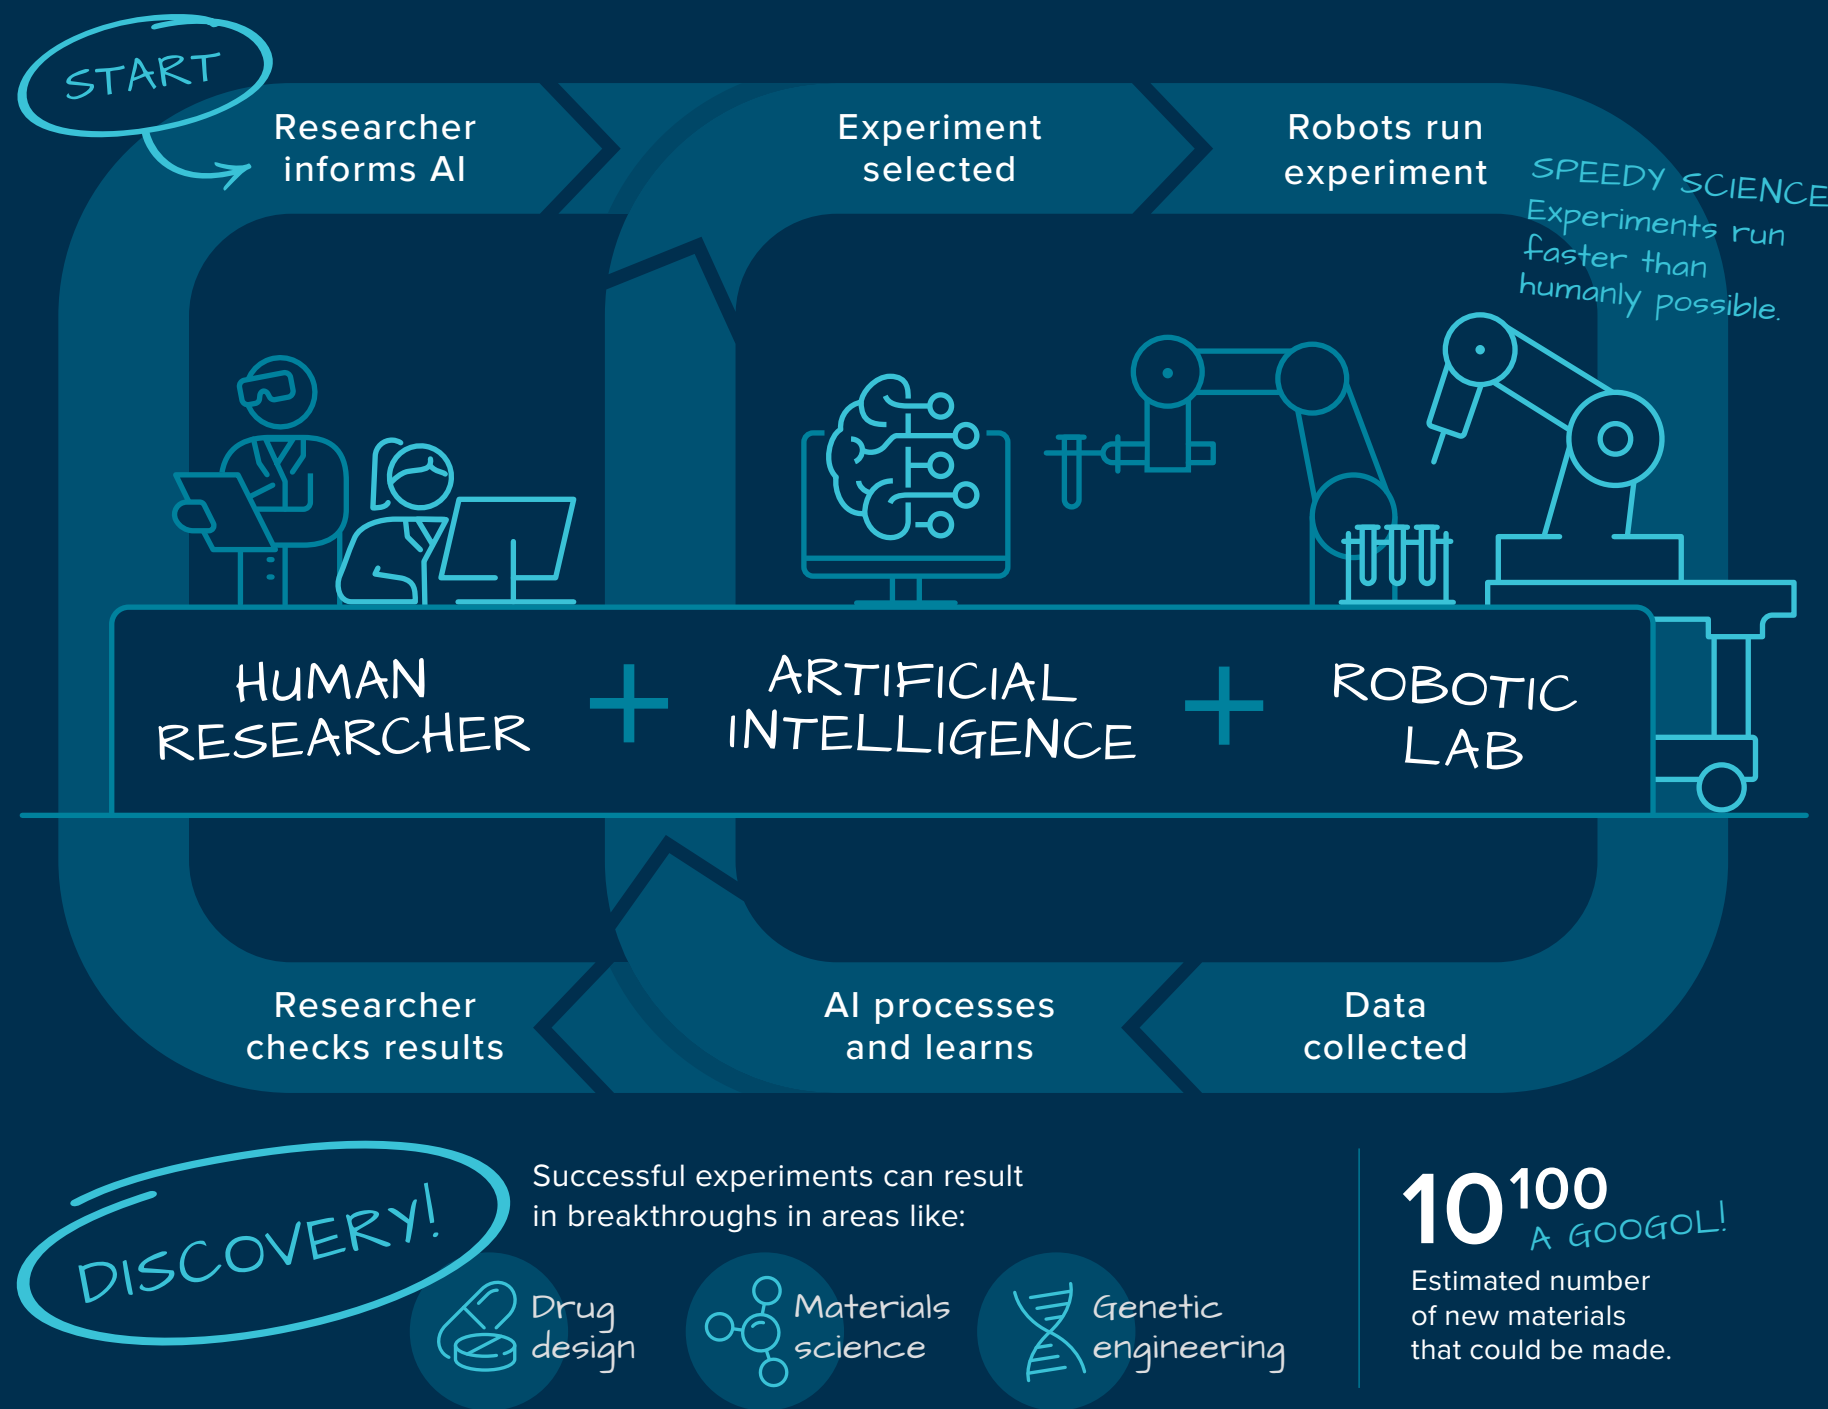 START
Researcher
informs AI
Experiment
selected
Robots run
experiment
SPEEDY SCIENCE
Experiments run
faster than
humanly possible.
HUMAN
RESEARCHER
+
ARTIFICIAL
INTELLIGENCE
+
ROBOTIC
LAB
Researcher
checks results
AI processes
and learns
Data
collected
DISCOVERY!
Successful experiments can result
in breakthroughs in areas like:
Drug
design
Materials
science
Genetic
engineering
10¹⁰⁰
A GOOGOL!
Estimated number
of new materials
that could be made.